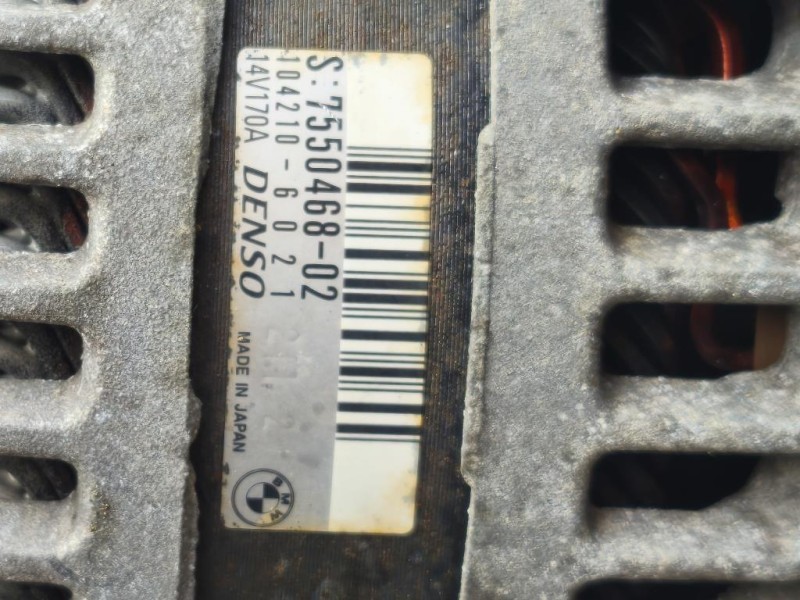 S:7550468-02
104210-6021
14V170A DENSO
MADE IN JAPAN
BMW